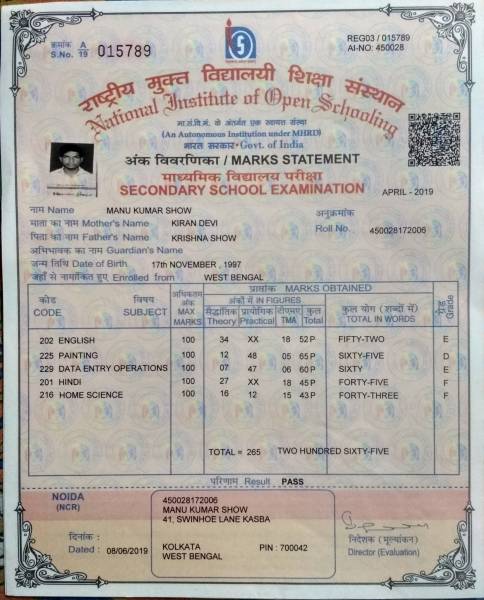 क्रमांक A
S.No. 19 015789
REG03 / 015789
AI-NO: 450028
राष्ट्रीय मुक्त विद्यालयी शिक्षा संस्थान
National Institute of Open Schooling
मा.सं.वि.मं. के अंतर्गत एक स्वायत्त संस्था
(An Autonomous Institution under MHRD)
भारत सरकार • Govt. of India
अंक विवरणिका / MARKS STATEMENT
माध्यमिक विद्यालय परीक्षा
SECONDARY SCHOOL EXAMINATION
APRIL - 2019
नाम Name MANU KUMAR SHOW
अनुक्रमांक
माता का नाम Mother's Name KIRAN DEVI
Roll No. 450028172006
पिता का नाम Father's Name KRISHNA SHOW
अभिभावक का नाम Guardian's Name
जन्म तिथि Date of Birth 17th NOVEMBER , 1997
जहाँ से नामांकित हुए Enrolled from WEST BENGAL
कोड CODE विषय SUBJECT अधिकतम अंक MAX MARKS प्राप्तांक MARKS OBTAINED ग्रेड Grade
अंकों में IN FIGURES कुल योग (शब्दों में) TOTAL IN WORDS
सैद्धांतिक Theory प्रायोगिक Practical टीएमए TMA कुल Total
202 ENGLISH 100 34 XX 18 52 P FIFTY-TWO E
225 PAINTING 100 12 48 05 65 P SIXTY-FIVE D
229 DATA ENTRY OPERATIONS 100 07 47 06 60 P SIXTY E
201 HINDI 100 27 XX 18 45 P FORTY-FIVE F
216 HOME SCIENCE 100 16 12 15 43 P FORTY-THREE F
TOTAL = 265 TWO HUNDRED SIXTY-FIVE
परिणाम Result PASS
NOIDA
(NCR)
450028172006
MANU KUMAR SHOW
41, SWINHOE LANE KASBA
दिनांक :
Dated : 08/06/2019
KOLKATA PIN : 700042
WEST BENGAL
निदेशक (मूल्यांकन)
Director (Evaluation)